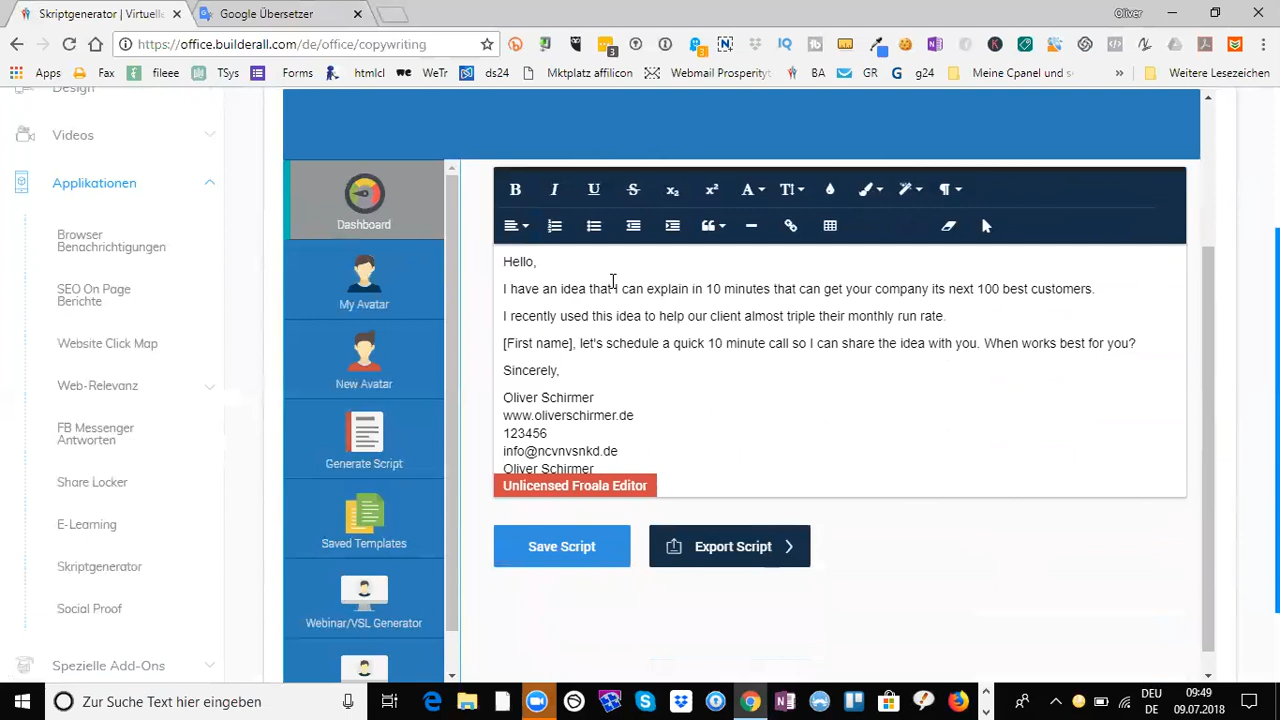 Skriptgenerator | Virtuelle
Google Übersetzer
Oliver
https://office.builderall.com/de/office/copywriting
Apps
Fax
fileee
TSys
Forms
htmlcl
WeTr
ds24
Mktplatz affilicon
Webmail Prosperity
BA
GR
g24
Meine Cpanel und so
»
Weitere Lesezeichen
Design
Videos
Applikationen
Browser
Benachrichtigungen
SEO On Page
Berichte
Website Click Map
Web-Relevanz
FB Messenger
Antworten
Share Locker
E-Learning
Skriptgenerator
Social Proof
Spezielle Add-Ons
Dashboard
My Avatar
New Avatar
Generate Script
Saved Templates
Webinar/VSL Generator
Hello,
I have an idea that I can explain in 10 minutes that can get your company its next 100 best customers.
I recently used this idea to help our client almost triple their monthly run rate.
[First name], let's schedule a quick 10 minute call so I can share the idea with you. When works best for you?
Sincerely,
Oliver Schirmer
www.oliverschirmer.de
123456
info@ncvnvsnkd.de
Oliver Schirmer
Unlicensed Froala Editor
Save Script
Export Script
Zur Suche Text hier eingeben
DEU
DE
09:49
09.07.2018